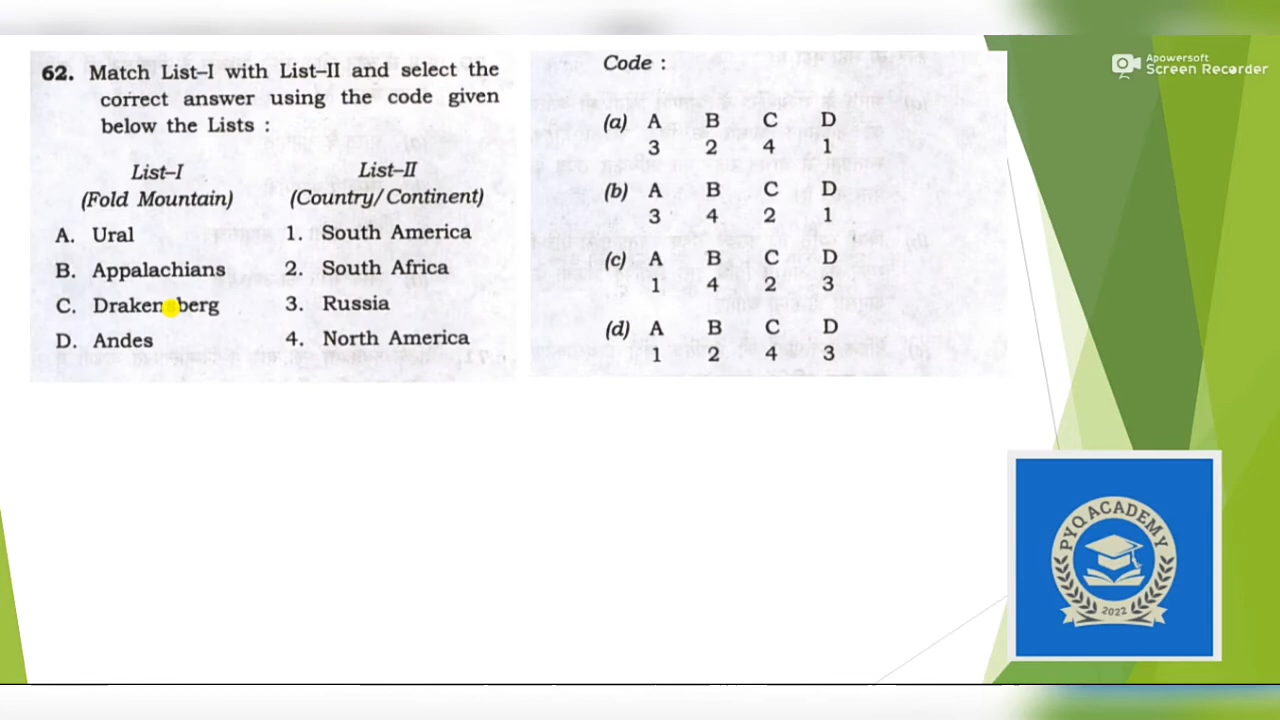 62. Match List–I with List–II and select the
correct answer using the code given
below the Lists :
List–I
(Fold Mountain)
List–II
(Country/Continent)
A. Ural
1. South America
B. Appalachians
2. South Africa
C. Drakensberg
3. Russia
D. Andes
4. North America
Code :
(a) A B C D
3 2 4 1
(b) A B C D
3 4 2 1
(c) A B C D
1 4 2 3
(d) A B C D
1 2 4 3
Apowersoft
Screen Recorder
PYQ ACADEMY
2022